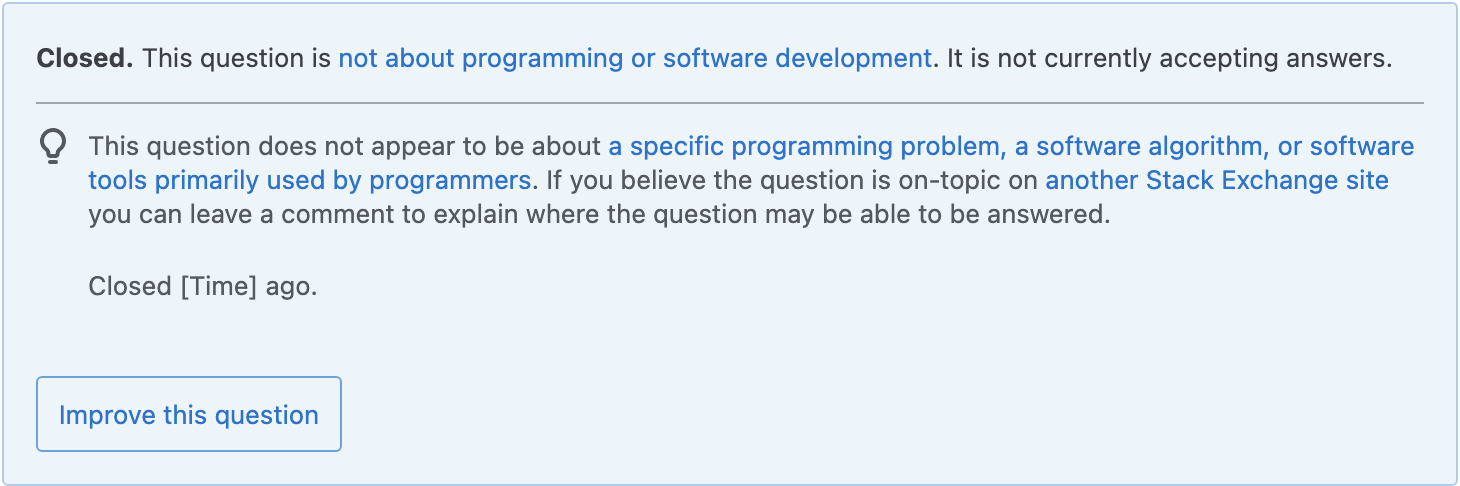 Closed. This question is not about programming or software development. It is not currently accepting answers.
This question does not appear to be about a specific programming problem, a software algorithm, or software
tools primarily used by programmers. If you believe the question is on-topic on another Stack Exchange site
you can leave a comment to explain where the question may be able to be answered.
Closed [Time] ago.
Improve this question